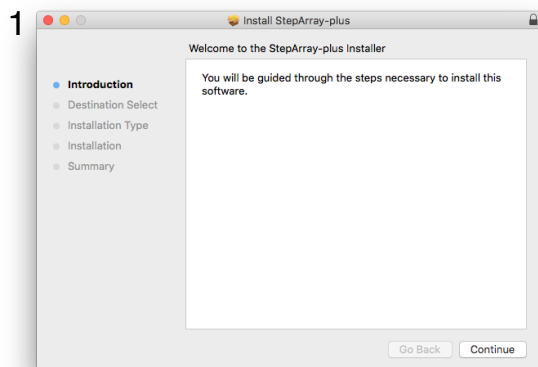 1
Install StepArray-plus
Welcome to the StepArray-plus Installer
Introduction
Destination Select
Installation Type
Installation
Summary
You will be guided through the steps necessary to install this
software.
Go Back
Continue